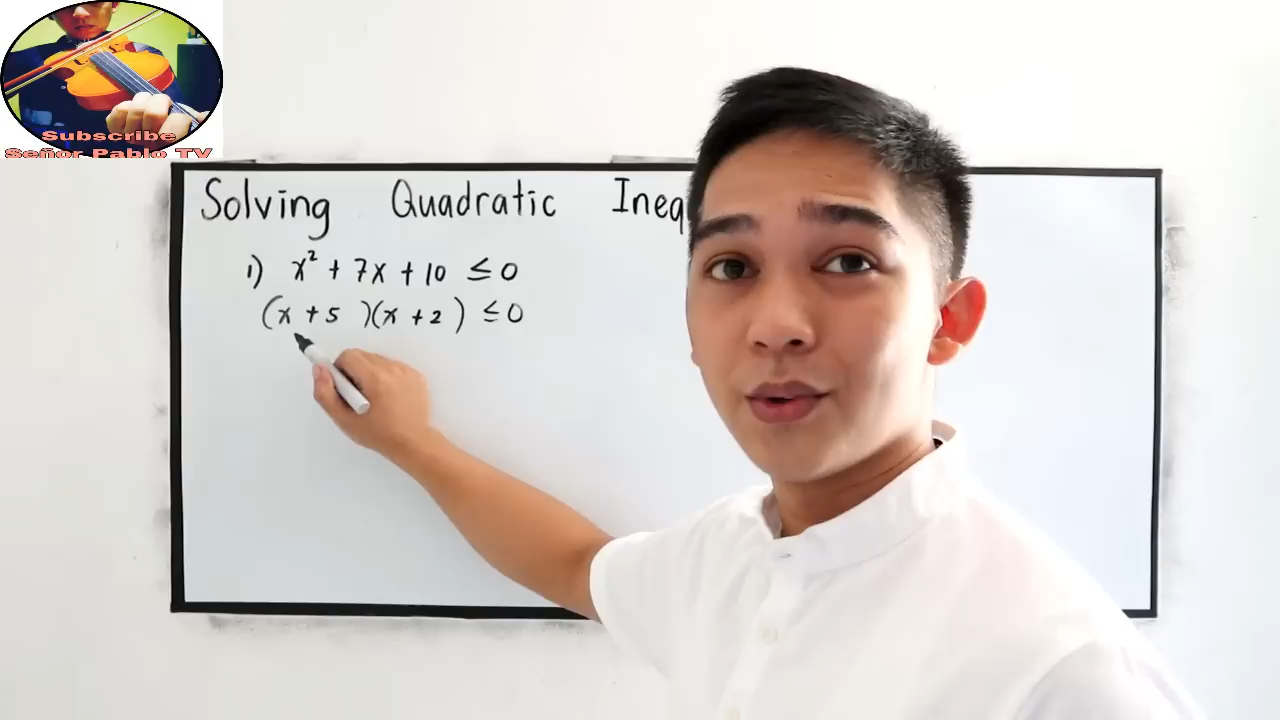 Subscribe
Señor Pablo TV
Solving Quadratic Ineq
1) x² + 7x + 10 ≤ 0
(x + 5 )(x + 2 ) ≤ 0